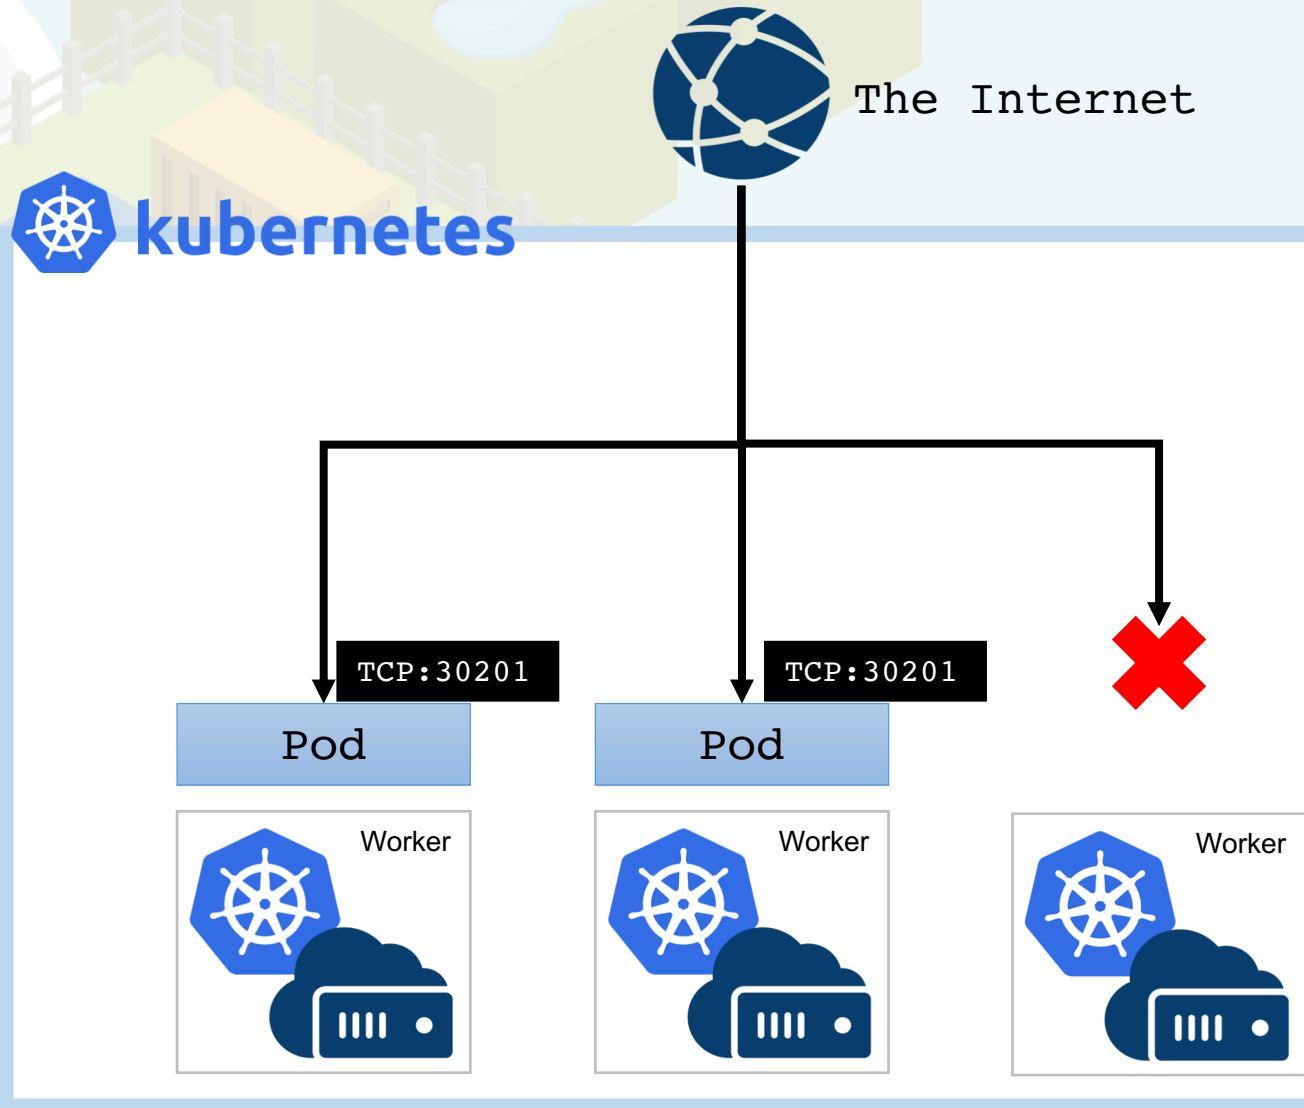 The Internet
kubernetes
TCP:30201
TCP:30201
Pod
Pod
Worker
Worker
Worker